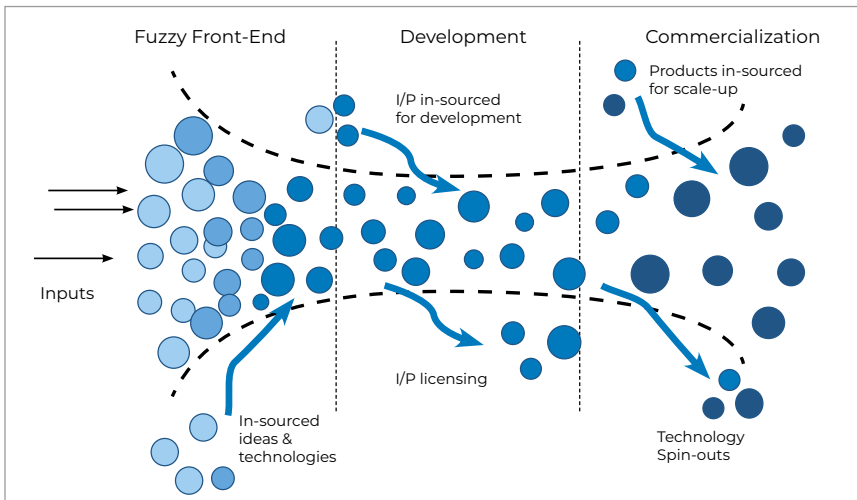 Fuzzy Front-End
Development
Commercialization
I/P in-sourced
for development
Products in-sourced
for scale-up
Inputs
I/P licensing
In-sourced
ideas &
technologies
Technology
Spin-outs